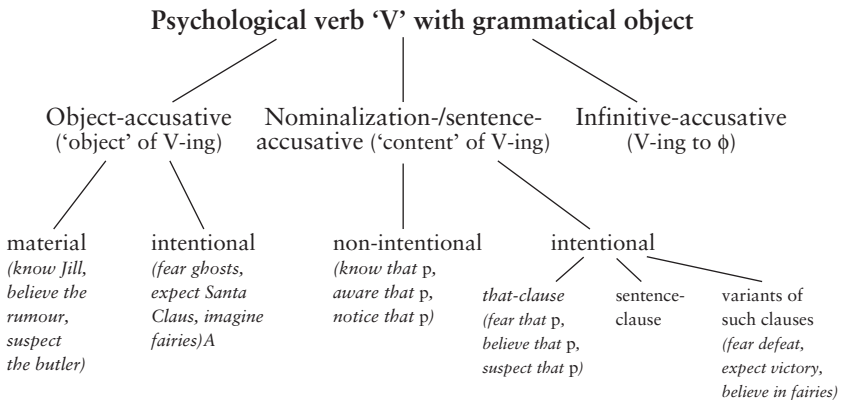 Psychological verb ‘V’ with grammatical object
Object-accusative
(‘object’ of V-ing)
Nominalization-/sentence-
accusative (‘content’ of V-ing)
Infinitive-accusative
(V-ing to ϕ)
material
(know Jill,
believe the
rumour,
suspect
the butler)
intentional
(fear ghosts,
expect Santa
Claus, imagine
fairies)A
non-intentional
(know that p,
aware that p,
notice that p)
intentional
that-clause
(fear that p,
believe that p,
suspect that p)
sentence-
clause
variants of
such clauses
(fear defeat,
expect victory,
believe in fairies)